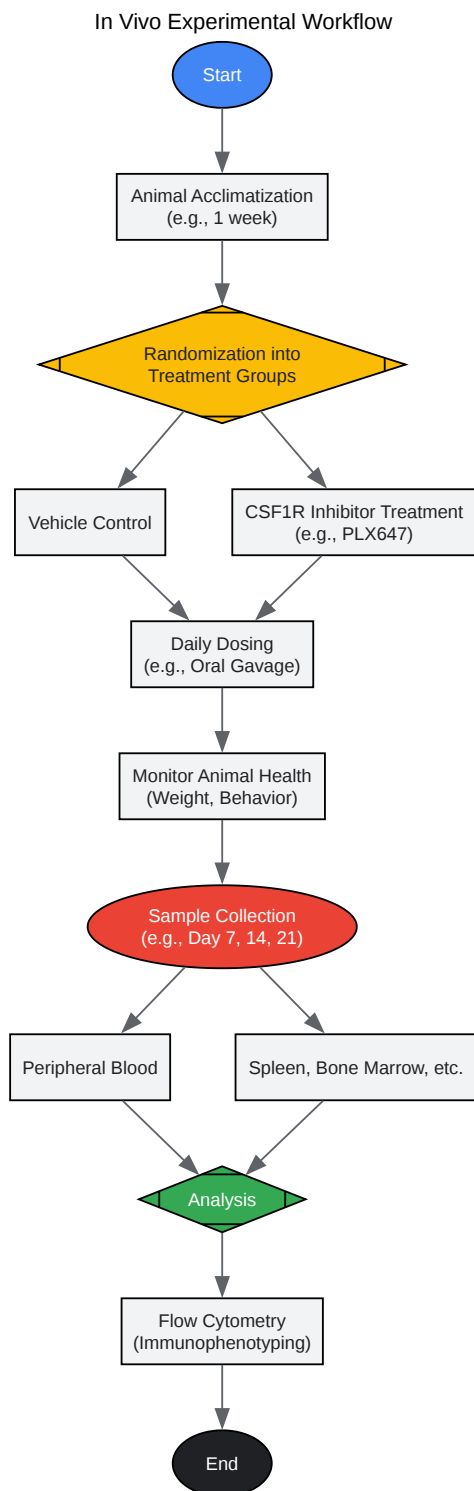 In Vivo Experimental Workflow
Start
Animal Acclimatization
(e.g., 1 week)
Randomization into
Treatment Groups
Vehicle Control
CSF1R Inhibitor Treatment
(e.g., PLX647)
Daily Dosing
(e.g., Oral Gavage)
Monitor Animal Health
(Weight, Behavior)
Sample Collection
(e.g., Day 7, 14, 21)
Peripheral Blood
Spleen, Bone Marrow, etc.
Analysis
Flow Cytometry
(Immunophenotyping)
End